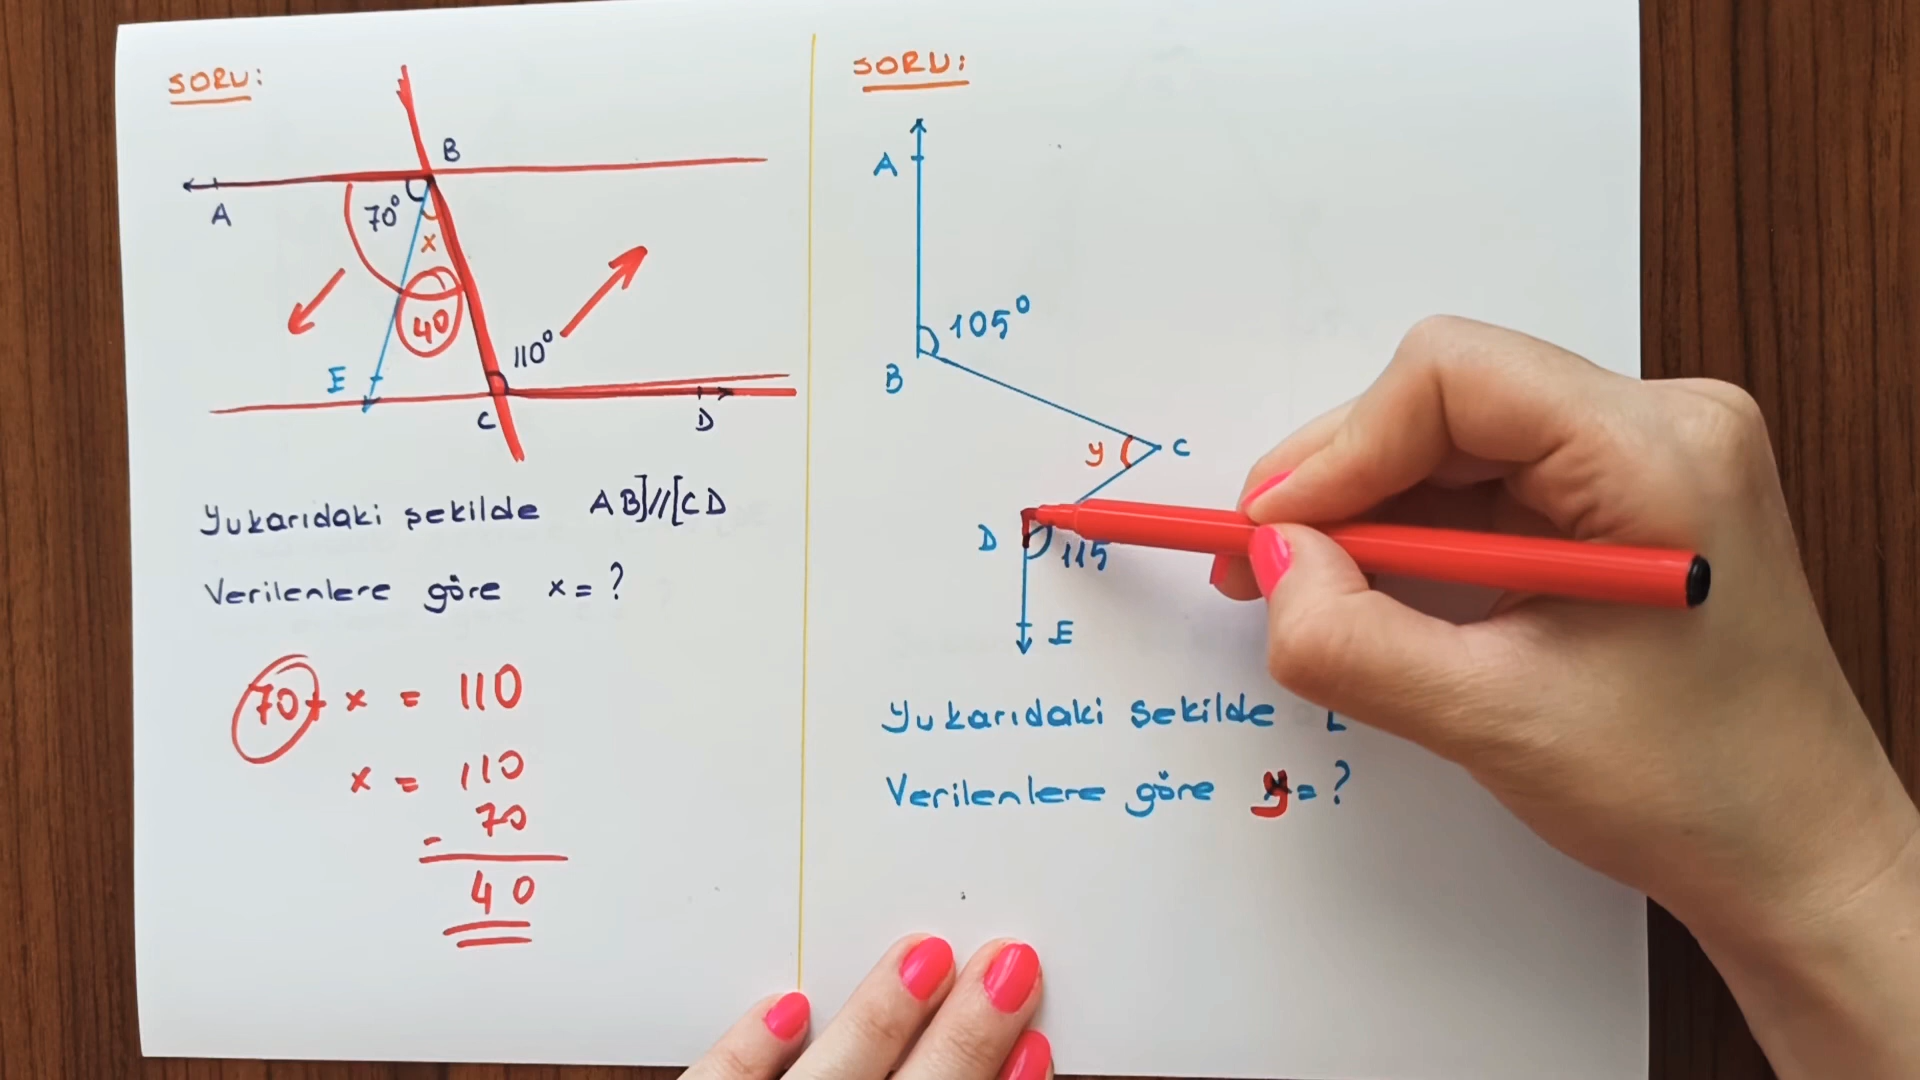 SORU:
B
A
70°
x
40
110°
E
C
D
Yukarıdaki şekilde AB]//[CD
Verilenlere göre x=?
70+ x = 110
x = 110
- 70
40
SORU:
A
105°
B
y
C
D
115
E
Yukarıdaki şekilde
Verilenlere göre y=?